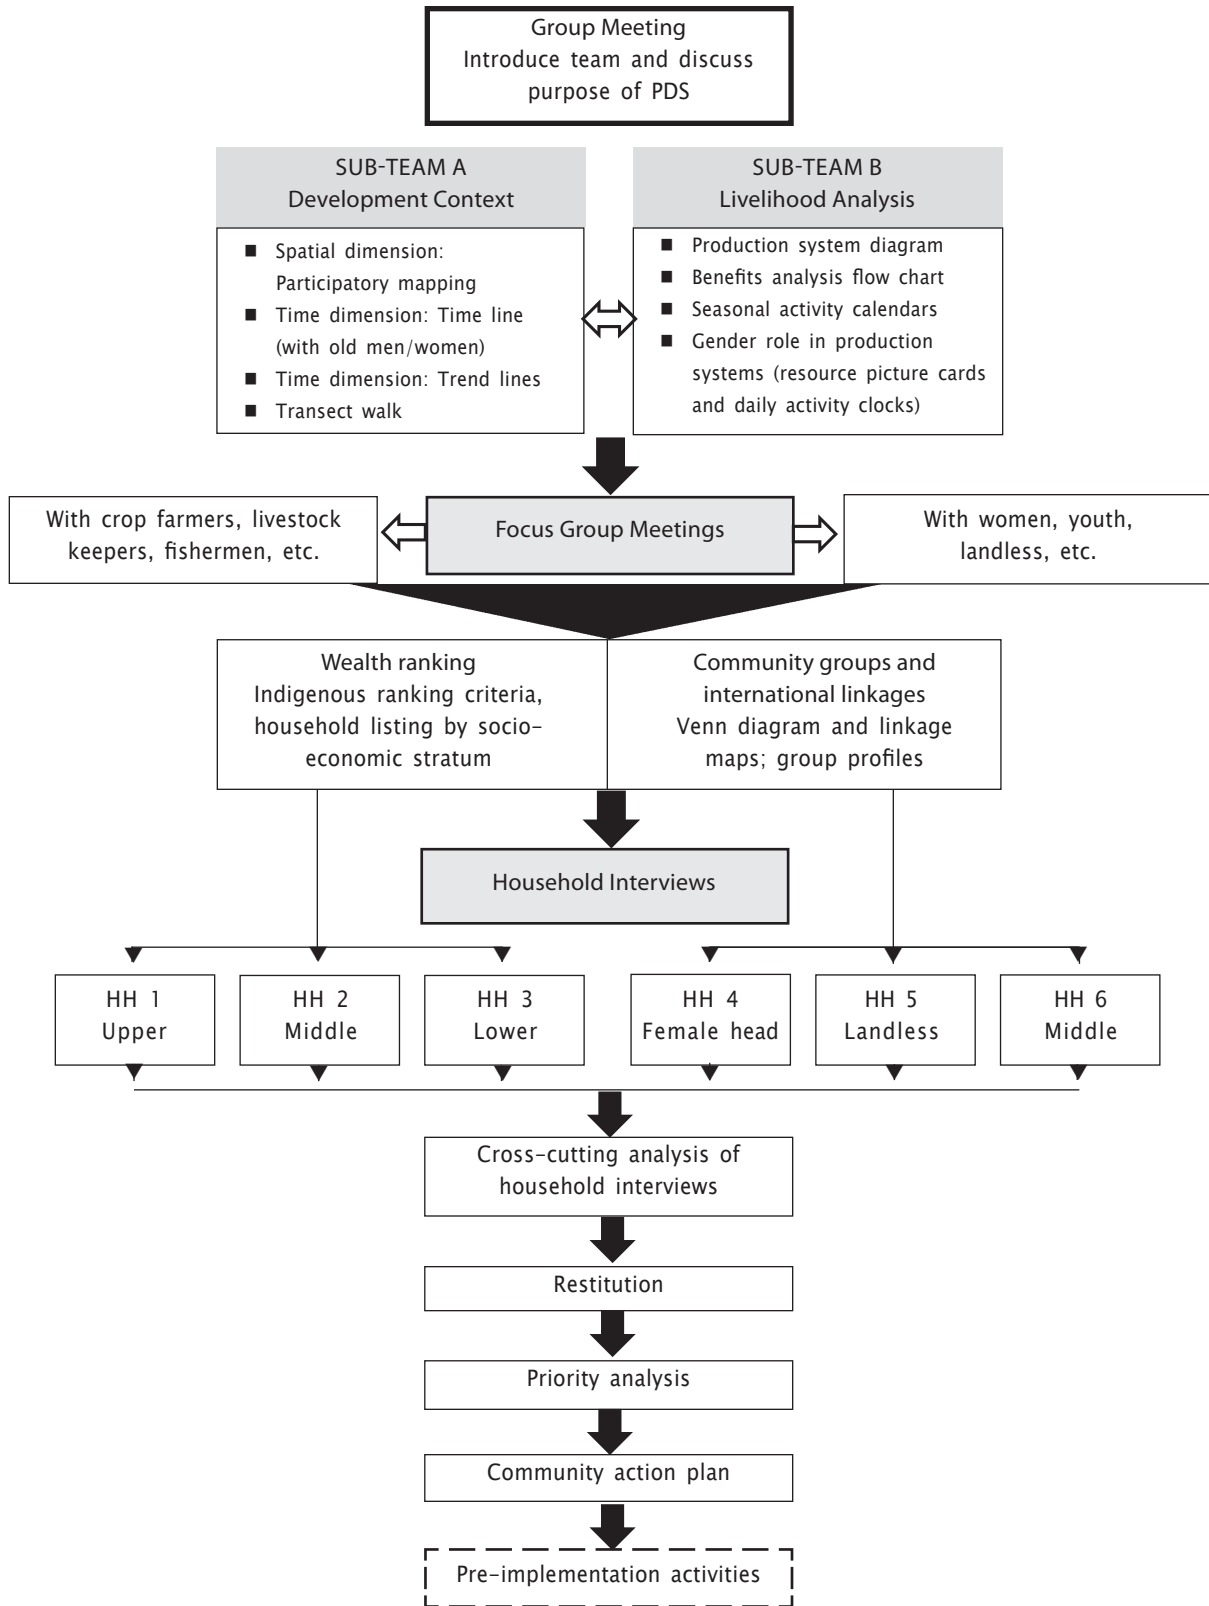 Group Meeting
Introduce team and discuss
purpose of PDS
SUB-TEAM A
Development Context
■ Spatial dimension:
Participatory mapping
■ Time dimension: Time line
(with old men/women)
■ Time dimension: Trend lines
■ Transect walk
SUB-TEAM B
Livelihood Analysis
■ Production system diagram
■ Benefits analysis flow chart
■ Seasonal activity calendars
■ Gender role in production
systems (resource picture cards
and daily activity clocks)
With crop farmers, livestock
keepers, fishermen, etc.
Focus Group Meetings
With women, youth,
landless, etc.
Wealth ranking
Indigenous ranking criteria,
household listing by socio-
economic stratum
Community groups and
international linkages
Venn diagram and linkage
maps; group profiles
Household Interviews
HH 1
Upper
HH 2
Middle
HH 3
Lower
HH 4
Female head
HH 5
Landless
HH 6
Middle
Cross-cutting analysis of
household interviews
Restitution
Priority analysis
Community action plan
Pre-implementation activities